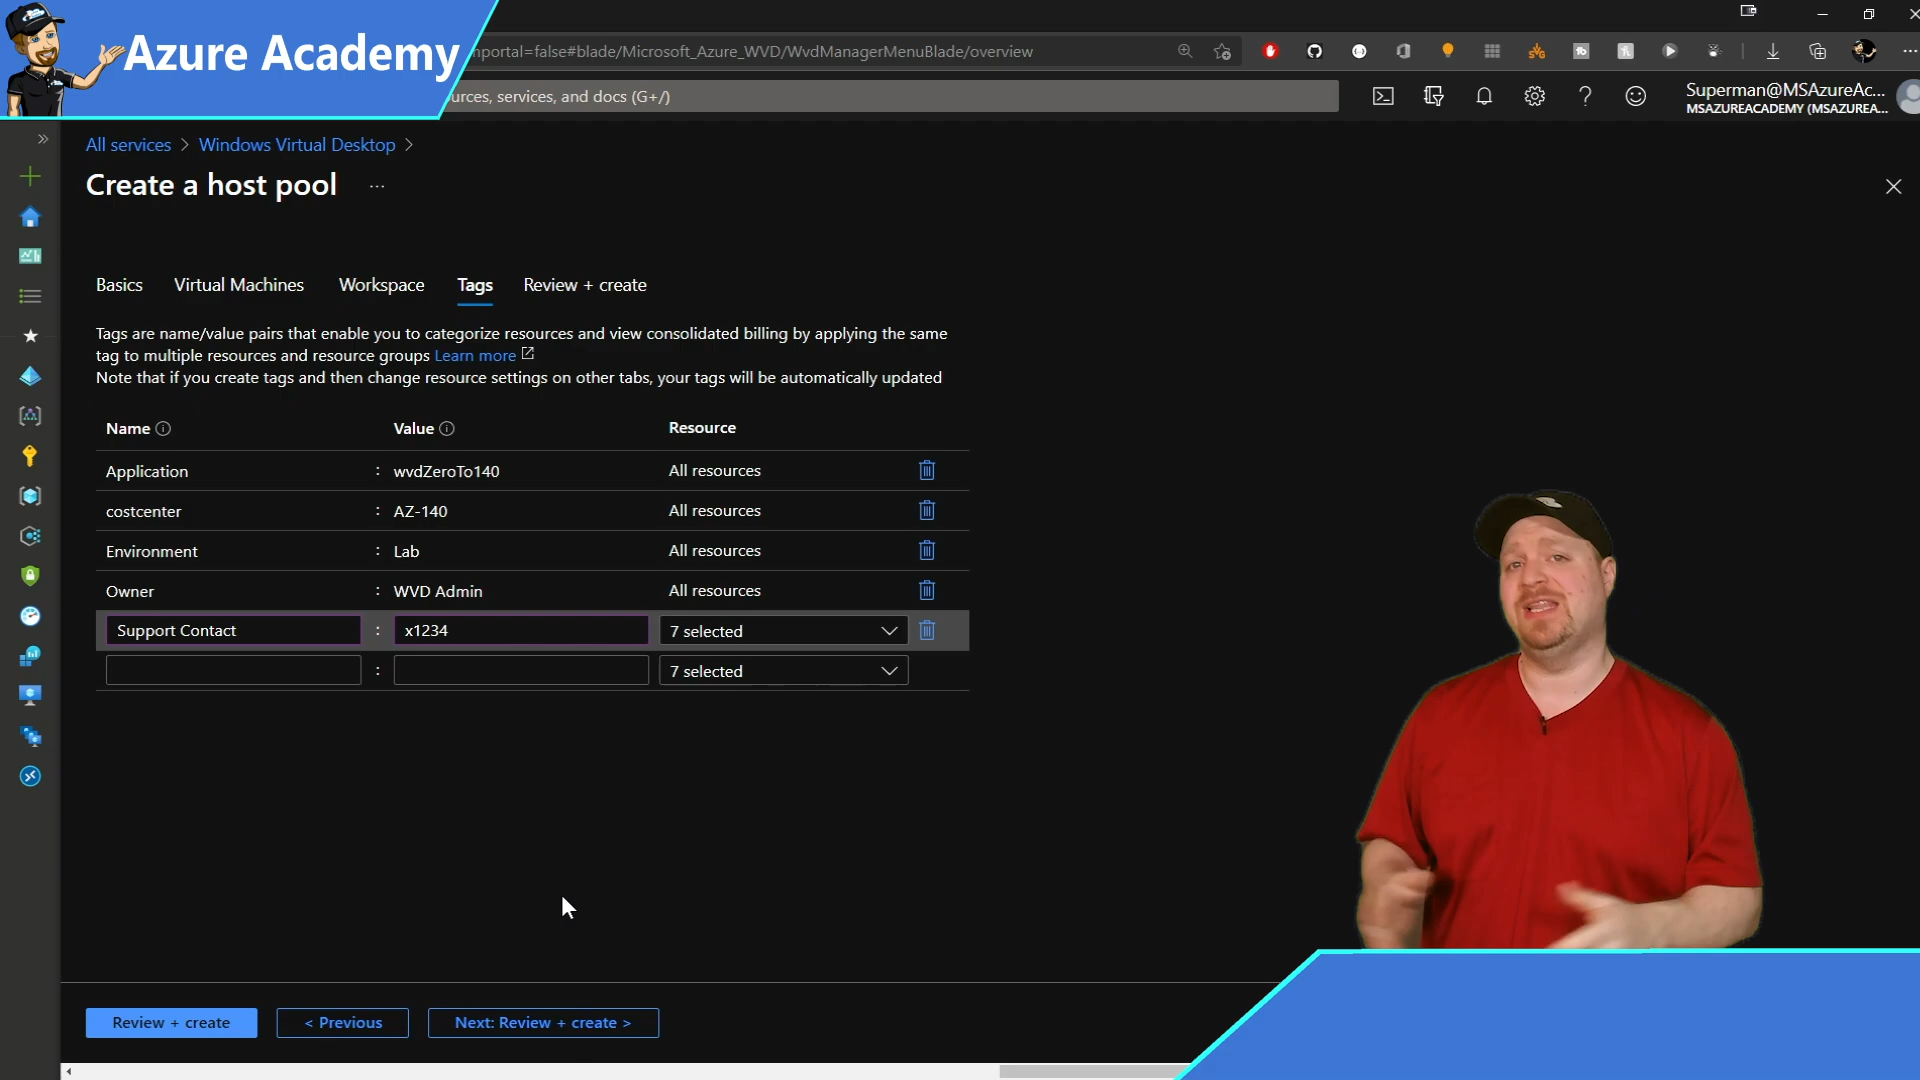 Azure Academy
nportal=false#blade/Microsoft_Azure_WVD/WvdManagerMenuBlade/overview
urces, services, and docs (G+/)
Superman@MSAzureAc...
MSAZUREACADEMY (MSAZUREA...
All services > Windows Virtual Desktop >
Create a host pool ...
Basics Virtual Machines Workspace Tags Review + create
Tags are name/value pairs that enable you to categorize resources and view consolidated billing by applying the same
tag to multiple resources and resource groups Learn more
Note that if you create tags and then change resource settings on other tabs, your tags will be automatically updated
Name Value Resource
Application : wvdZeroTo140 All resources
costcenter : AZ-140 All resources
Environment : Lab All resources
Owner : WVD Admin All resources
Support Contact : x1234 7 selected
: 7 selected
Review + create < Previous Next: Review + create >